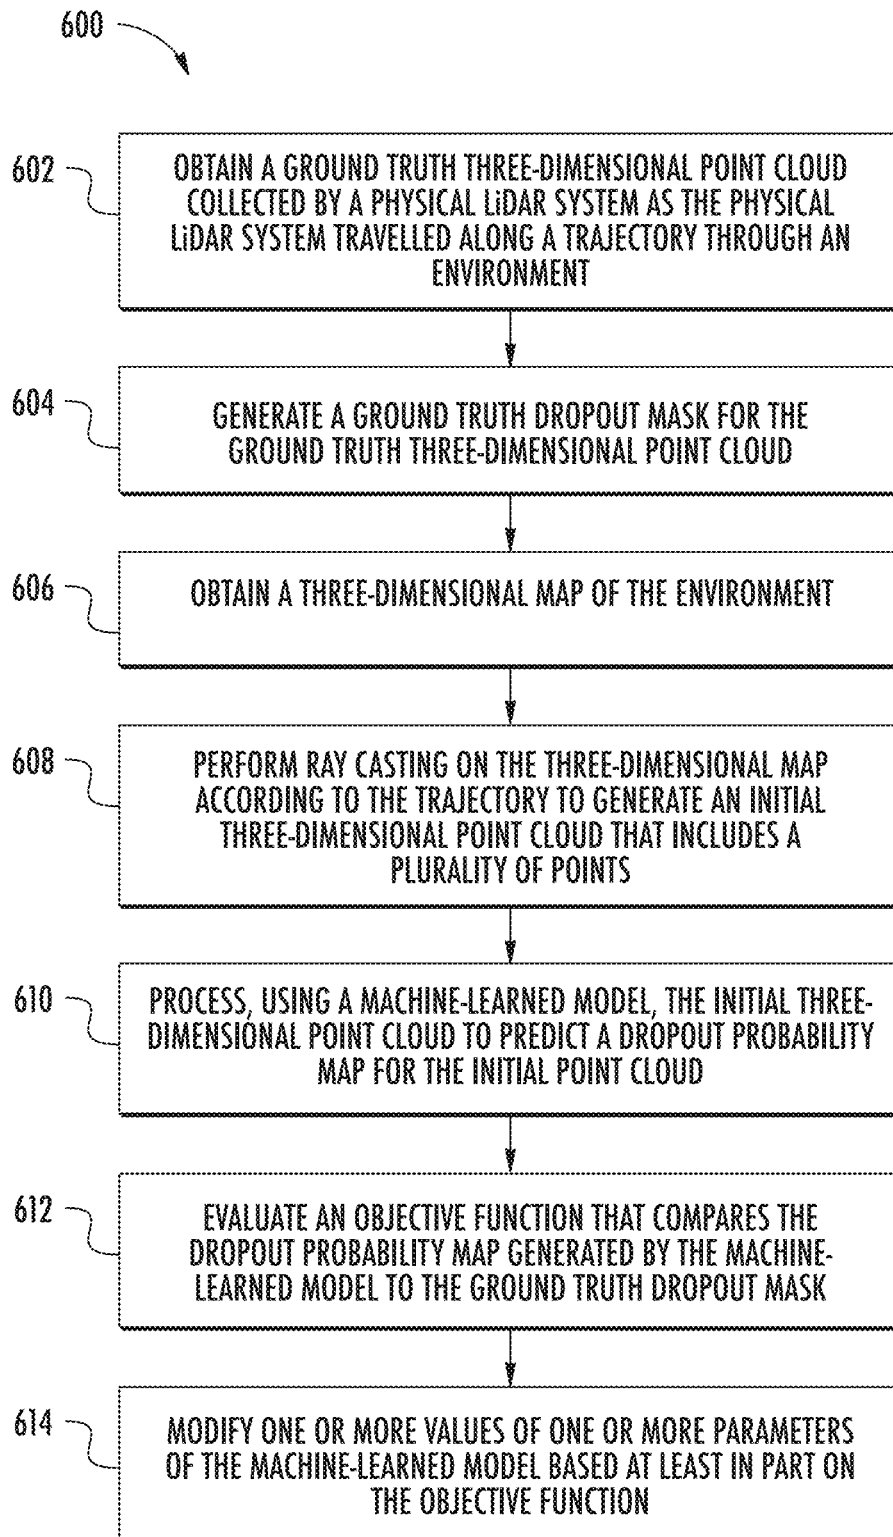 600
602
OBTAIN A GROUND TRUTH THREE-DIMENSIONAL POINT CLOUD
COLLECTED BY A PHYSICAL LiDAR SYSTEM AS THE PHYSICAL
LiDAR SYSTEM TRAVELLED ALONG A TRAJECTORY THROUGH AN
ENVIRONMENT
604
GENERATE A GROUND TRUTH DROPOUT MASK FOR THE
GROUND TRUTH THREE-DIMENSIONAL POINT CLOUD
606
OBTAIN A THREE-DIMENSIONAL MAP OF THE ENVIRONMENT
608
PERFORM RAY CASTING ON THE THREE-DIMENSIONAL MAP
ACCORDING TO THE TRAJECTORY TO GENERATE AN INITIAL
THREE-DIMENSIONAL POINT CLOUD THAT INCLUDES A
PLURALITY OF POINTS
610
PROCESS, USING A MACHINE-LEARNED MODEL, THE INITIAL THREE-
DIMENSIONAL POINT CLOUD TO PREDICT A DROPOUT PROBABILITY
MAP FOR THE INITIAL POINT CLOUD
612
EVALUATE AN OBJECTIVE FUNCTION THAT COMPARES THE
DROPOUT PROBABILITY MAP GENERATED BY THE MACHINE-
LEARNED MODEL TO THE GROUND TRUTH DROPOUT MASK
614
MODIFY ONE OR MORE VALUES OF ONE OR MORE PARAMETERS
OF THE MACHINE-LEARNED MODEL BASED AT LEAST IN PART ON
THE OBJECTIVE FUNCTION